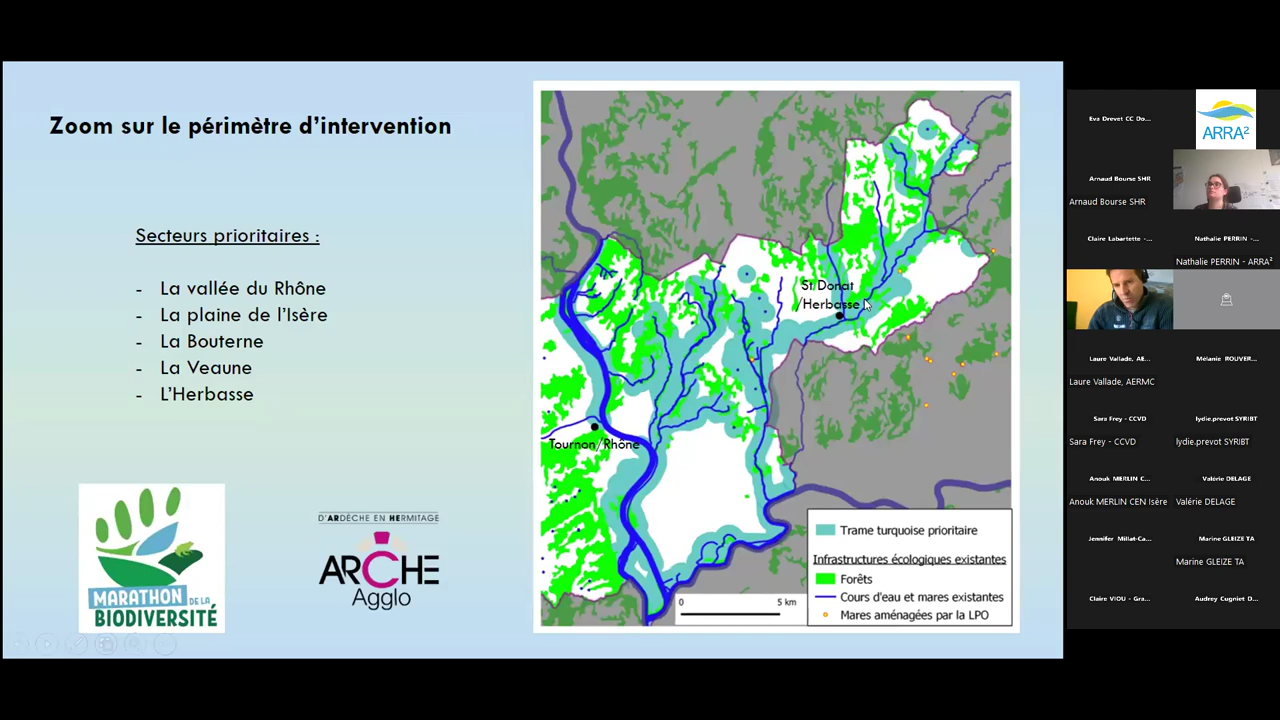 Zoom sur le périmètre d'intervention
Secteurs prioritaires :
- La vallée du Rhône
- La plaine de l'Isère
- La Bouterne
- La Veaune
- L'Herbasse
MARATHON
DE LA
BIODIVERSITÉ
D'ARDÈCHE EN HERMITAGE
ARCHE
Agglo
St Donat
/Herbasse
Tournon/Rhône
0 5 km
Trame turquoise prioritaire
Infrastructures écologiques existantes
Forêts
Cours d'eau et mares existantes
Mares aménagées par la LPO
Eva Drevet CC Do...
ARRA²
Arnaud Bourse SHR
Arnaud Bourse SHR
Claire Labartette -...
Nathalie PERRIN -...
Nathalie PERRIN - ARRA²
Laure Vallade, AE...
Mélanie ROUVER...
Laure Vallade, AERMC
Sara Frey - CCVD
lydie.prevot SYRIBT
Sara Frey - CCVD
lydie.prevot SYRIBT
Anouk MERLIN C...
Valérie DELAGE
Anouk MERLIN CEN Isère
Valérie DELAGE
Jennifer Millat-Ca...
Marine GLEIZE TA
Marine GLEIZE TA
Claire VIOU - Gra...
Audrey Cugniet D...